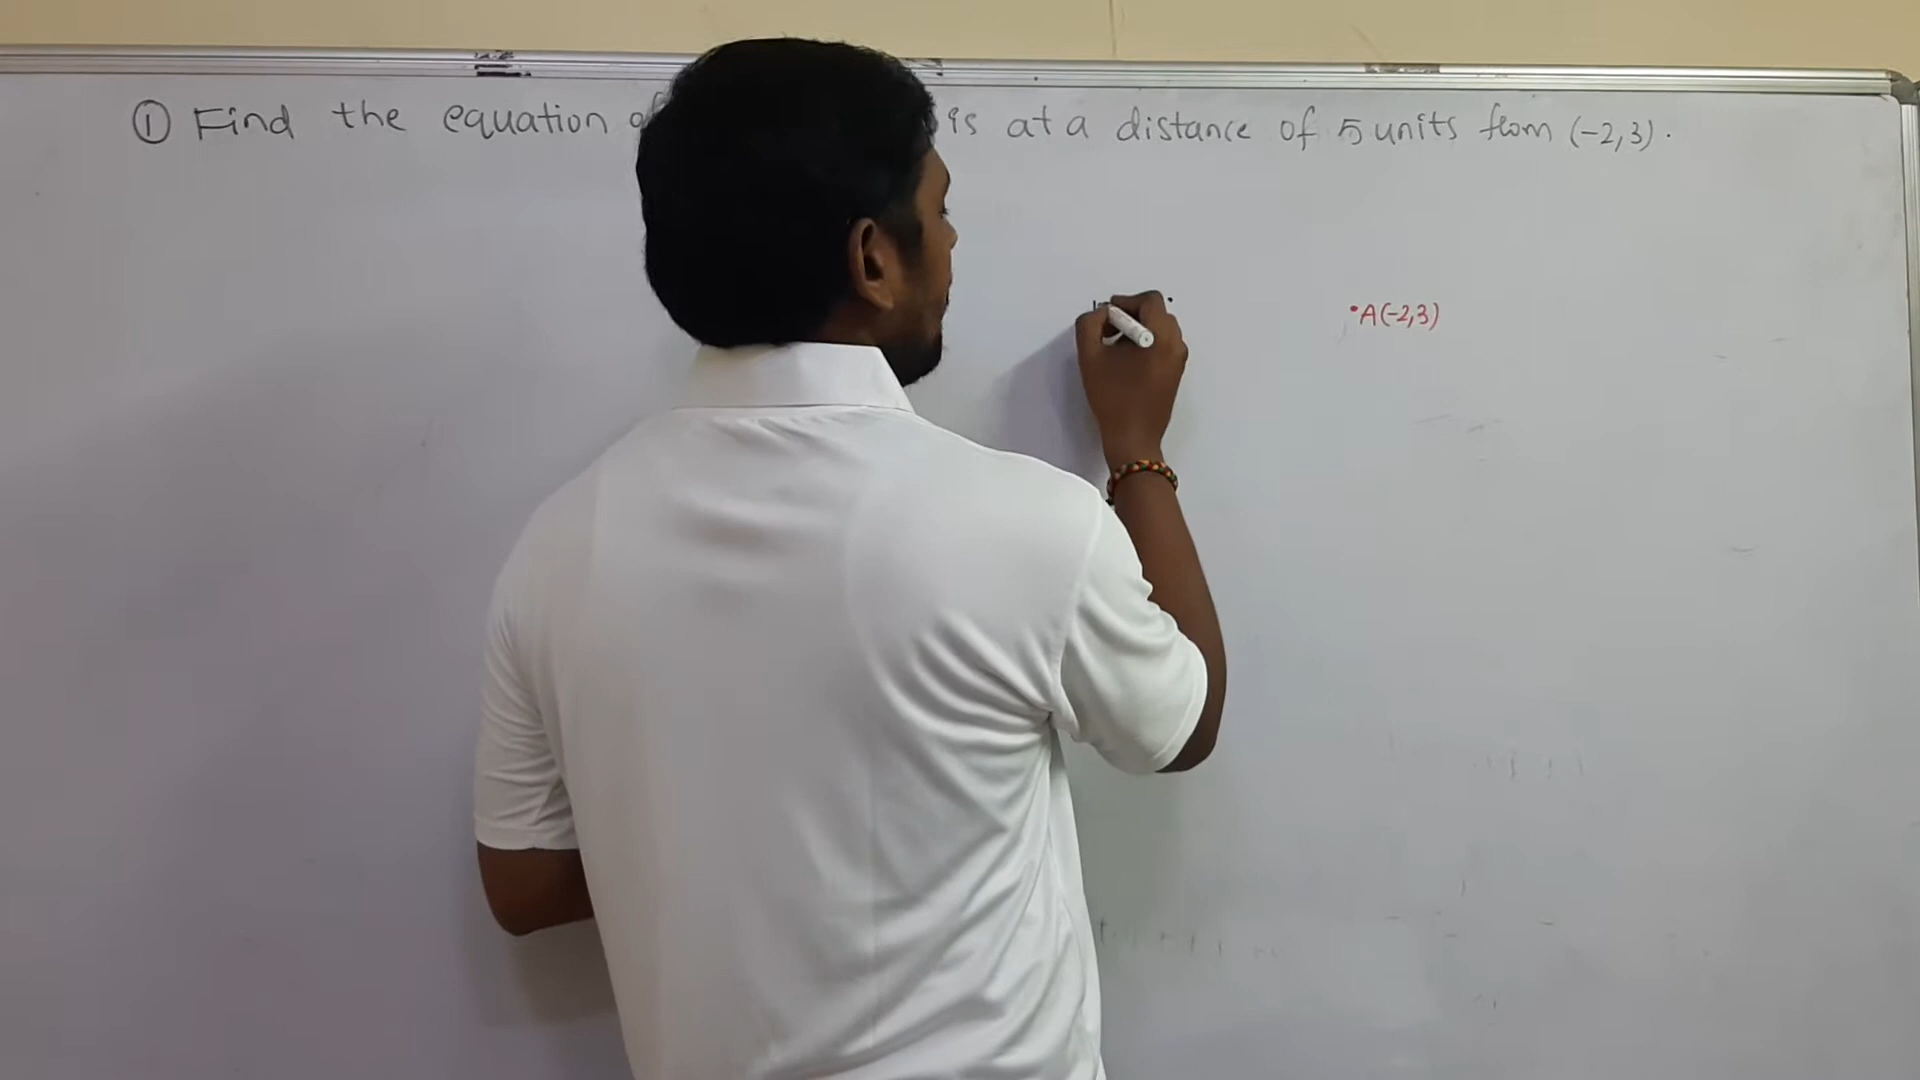 ① Find the equation is at a distance of 5 units from (-2,3).
•A(-2,3)